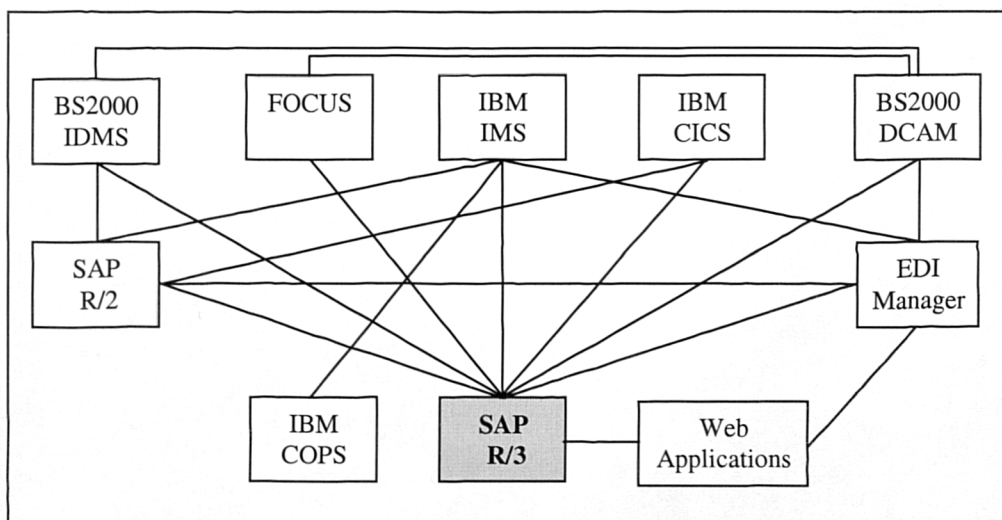 BS2000
IDMS
FOCUS
IBM
IMS
IBM
CICS
BS2000
DCAM
SAP
R/2
EDI
Manager
IBM
COPS
SAP
R/3
Web
Applications